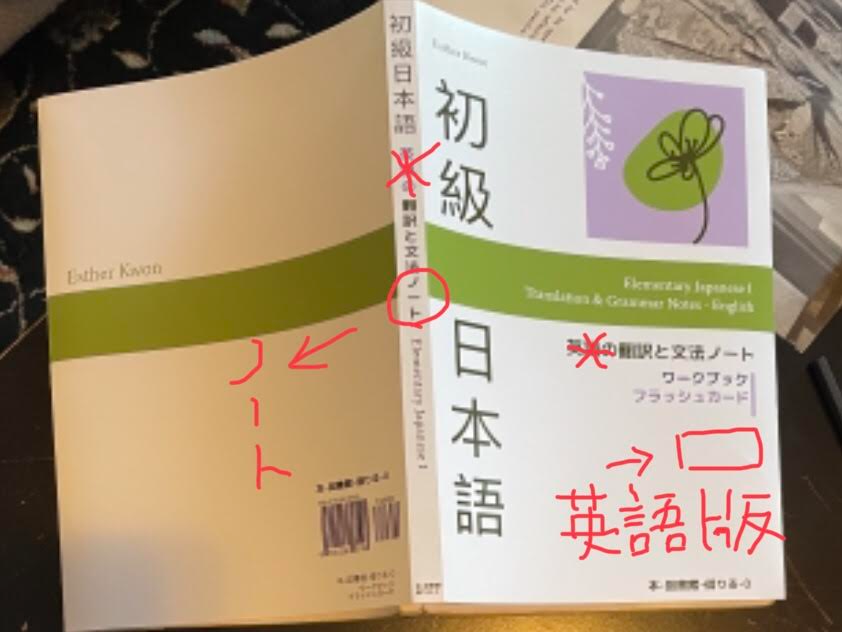 Esther Kwon
ノート
初級日本語
の翻訳と文法ノート
Elementary Japanese I
Esther Kwon
初級日本語
Elementary Japanese I
Translation & Grammar Notes - English
の翻訳と文法ノート
ワークブック
フラッシュカード
英語版